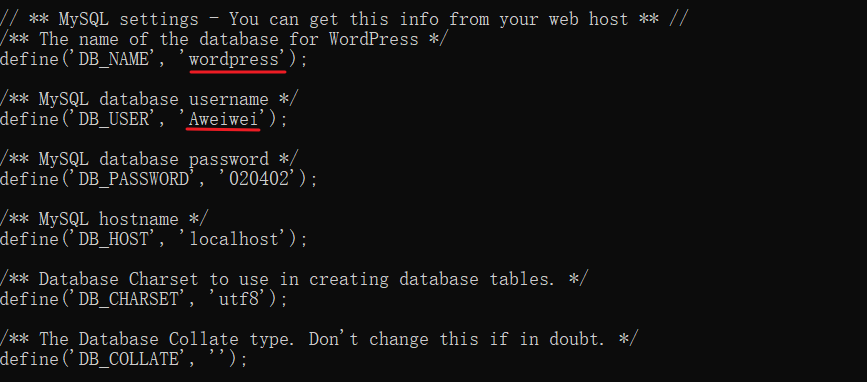 // ** MySQL settings - You can get this info from your web host ** //
/** The name of the database for WordPress */
define('DB_NAME', 'wordpress');
/** MySQL database username */
define('DB_USER', 'Aweiwei');
/** MySQL database password */
define('DB_PASSWORD', '020402');
/** MySQL hostname */
define('DB_HOST', 'localhost');
/** Database Charset to use in creating database tables. */
define('DB_CHARSET', 'utf8');
/** The Database Collate type. Don't change this if in doubt. */
define('DB_COLLATE', '');